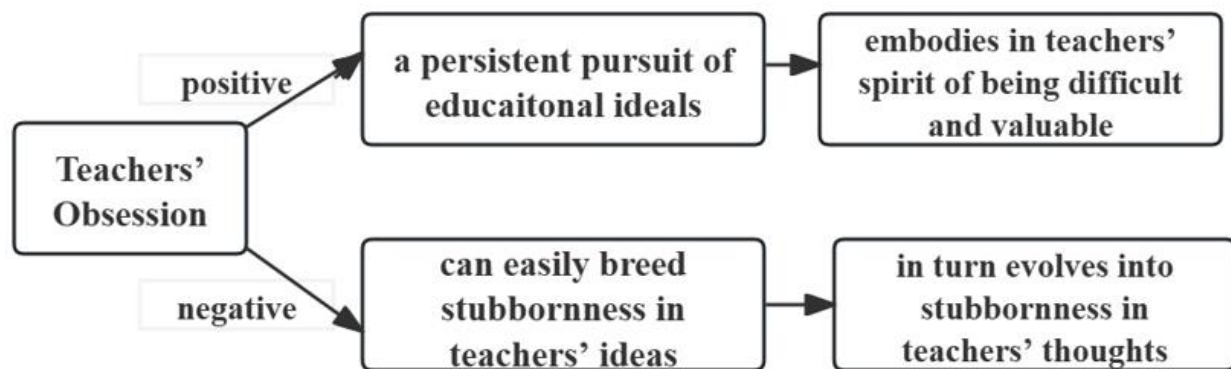 Teachers’
Obsession
positive
a persistent pursuit of
educaitonal ideals
embodies in teachers’
spirit of being difficult
and valuable
negative
can easily breed
stubbornness in
teachers’ ideas
in turn evolves into
stubbornness in
teachers’ thoughts